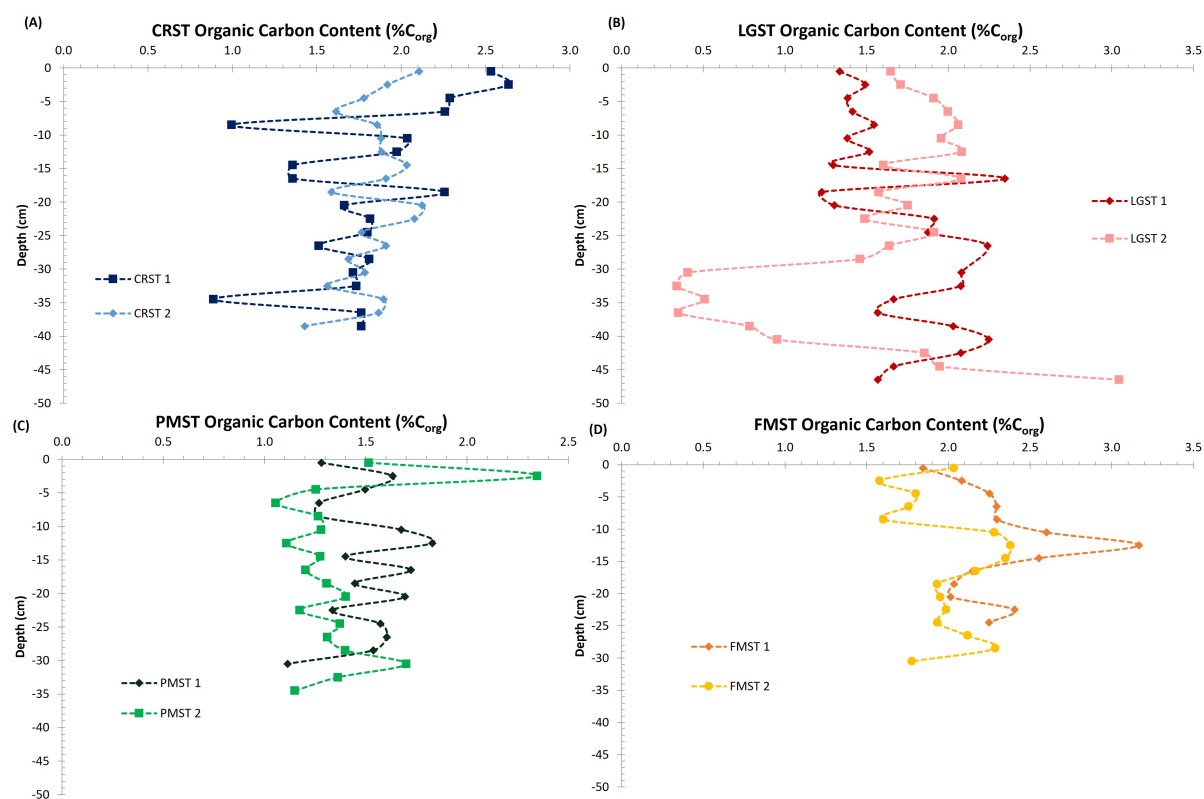 (A)
CRST Organic Carbon Content (%Corg)
0.0 0.5 1.0 1.5 2.0 2.5 3.0
0
-5
-10
-15
-20
-25
-30
-35
-40
-45
-50
Depth (cm)
CRST 1
CRST 2
(B)
LGST Organic Carbon Content (%Corg)
0.0 0.5 1.0 1.5 2.0 2.5 3.0 3.5
0
-5
-10
-15
-20
-25
-30
-35
-40
-45
-50
Depth (cm)
LGST 1
LGST 2
(C)
PMST Organic Carbon Content (%Corg)
0.0 0.5 1.0 1.5 2.0 2.5
0
-5
-10
-15
-20
-25
-30
-35
-40
-45
-50
Depth (cm)
PMST 1
PMST 2
(D)
FMST Organic Carbon Content (%Corg)
0.0 0.5 1.0 1.5 2.0 2.5 3.0 3.5
0
-5
-10
-15
-20
-25
-30
-35
-40
-45
-50
Depth (cm)
FMST 1
FMST 2